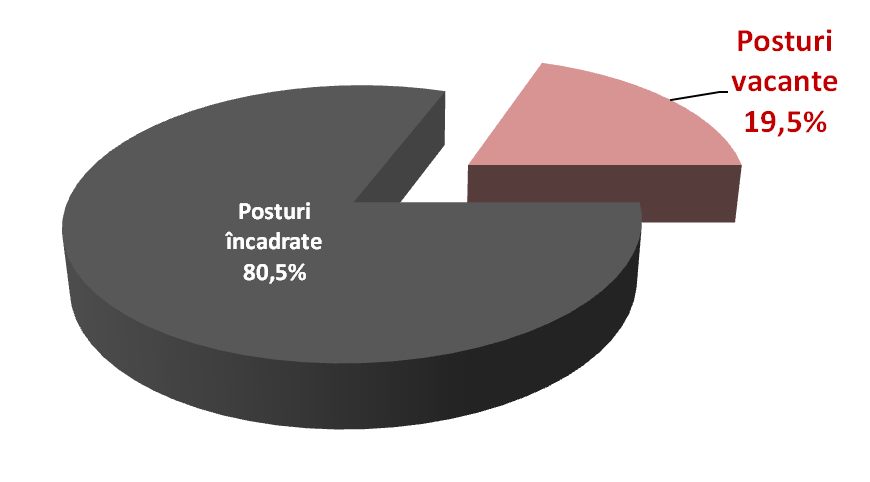 Posturi
vacante
19,5%
Posturi
încadrate
80,5%